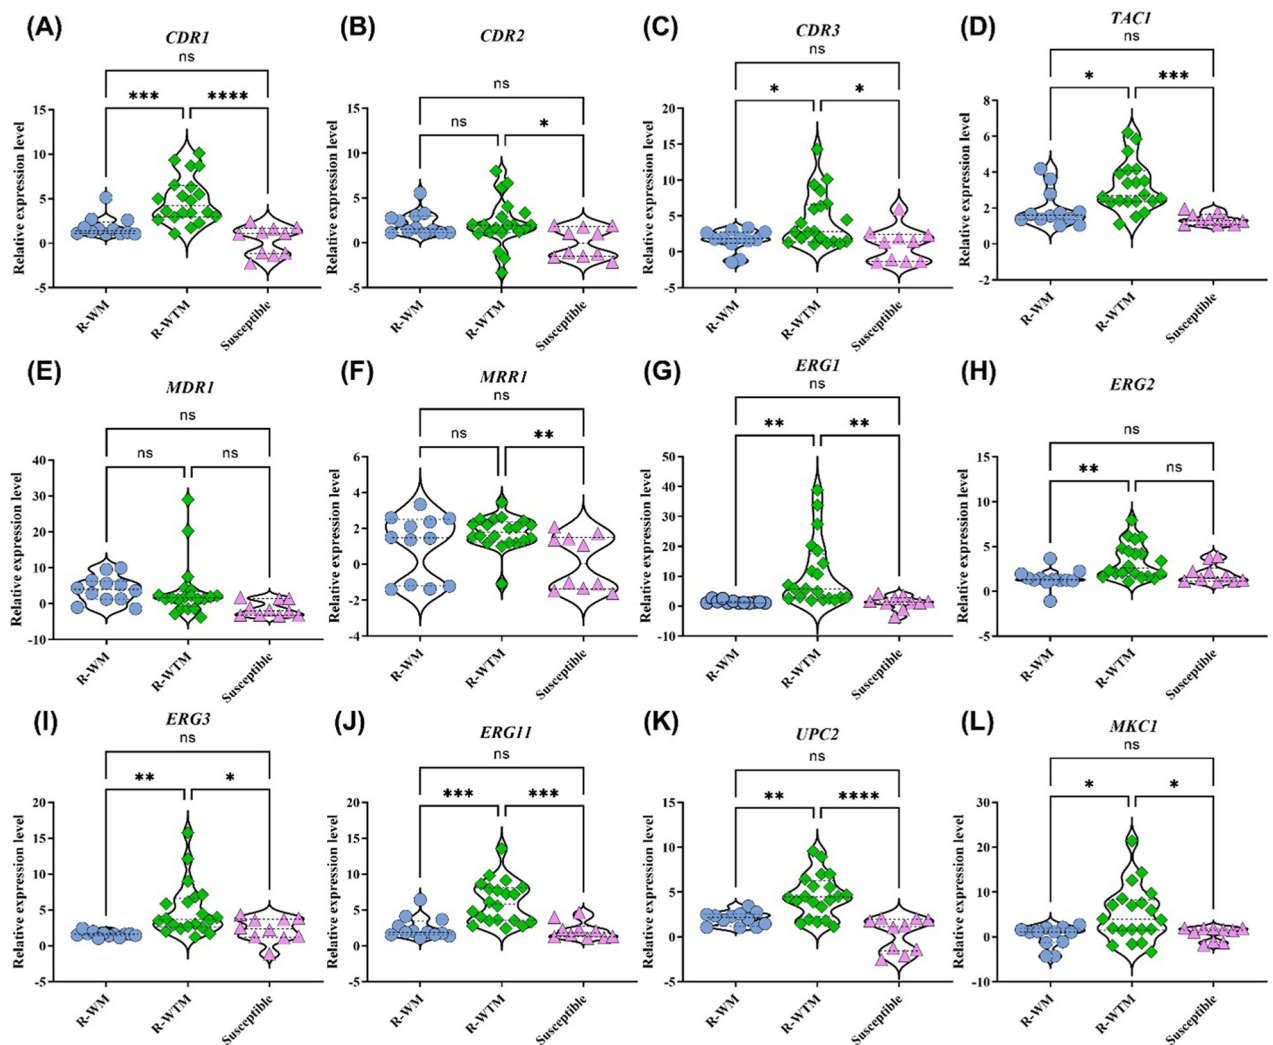 (A) CDR1
ns
*** ****
Relative expression level
15
10
5
0
-5
R-WM R-WTM Susceptible
(B) CDR2
ns
ns *
Relative expression level
15
10
5
0
-5
R-WM R-WTM Susceptible
(C) CDR3
ns
* *
Relative expression level
20
15
10
5
0
-5
R-WM R-WTM Susceptible
(D) TAC1
ns
* ***
Relative expression level
8
6
4
2
0
-2
R-WM R-WTM Susceptible
(E) MDR1
ns
ns ns
Relative expression level
40
30
20
10
0
-10
R-WM R-WTM Susceptible
(F) MRR1
ns
ns **
Relative expression level
6
4
2
0
-2
-4
R-WM R-WTM Susceptible
(G) ERG1
ns
** **
Relative expression level
50
40
30
20
10
0
-10
R-WM R-WTM Susceptible
(H) ERG2
ns
** ns
Relative expression level
15
10
5
0
-5
R-WM R-WTM Susceptible
(I) ERG3
ns
** *
Relative expression level
20
15
10
5
0
-5
R-WM R-WTM Susceptible
(J) ERG11
ns
*** ***
Relative expression level
20
15
10
5
0
-5
R-WM R-WTM Susceptible
(K) UPC2
ns
** ****
Relative expression level
15
10
5
0
-5
R-WM R-WTM Susceptible
(L) MKC1
ns
* *
Relative expression level
30
20
10
0
-10
R-WM R-WTM Susceptible